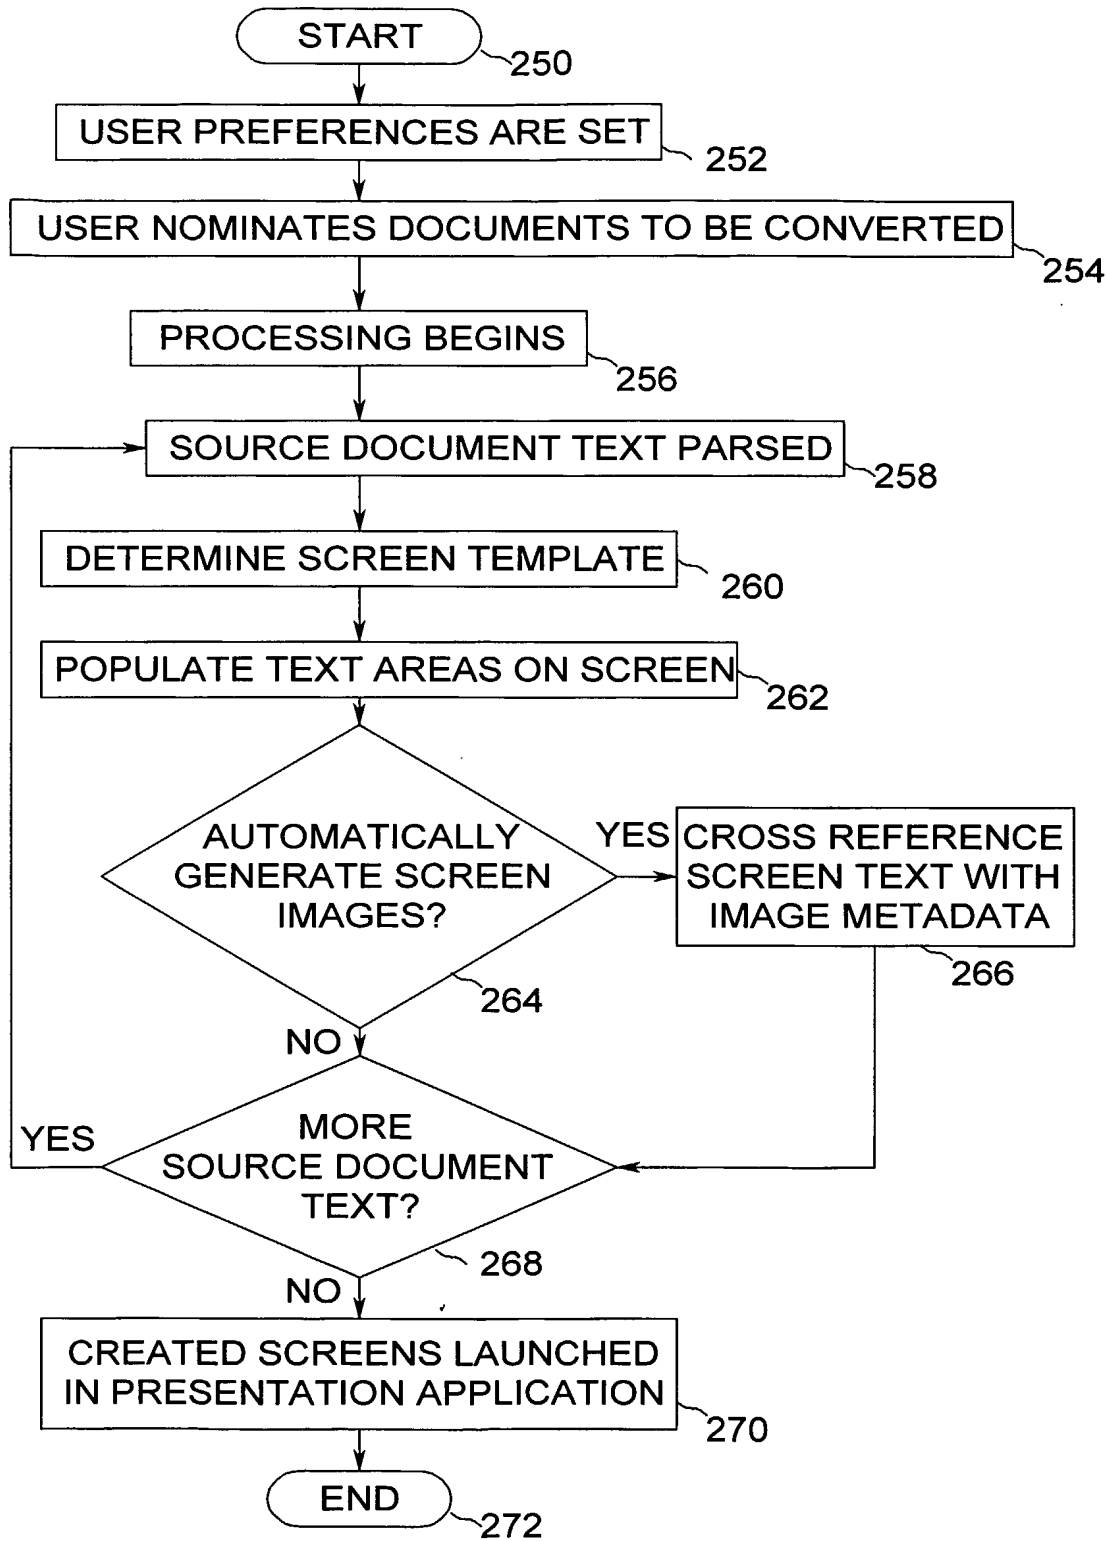 START
250
USER PREFERENCES ARE SET
252
USER NOMINATES DOCUMENTS TO BE CONVERTED
254
PROCESSING BEGINS
256
SOURCE DOCUMENT TEXT PARSED
258
DETERMINE SCREEN TEMPLATE
260
POPULATE TEXT AREAS ON SCREEN
262
AUTOMATICALLY
GENERATE SCREEN
IMAGES?
264
YES
CROSS REFERENCE
SCREEN TEXT WITH
IMAGE METADATA
266
NO
YES
MORE
SOURCE DOCUMENT
TEXT?
268
NO
CREATED SCREENS LAUNCHED
IN PRESENTATION APPLICATION
270
END
272